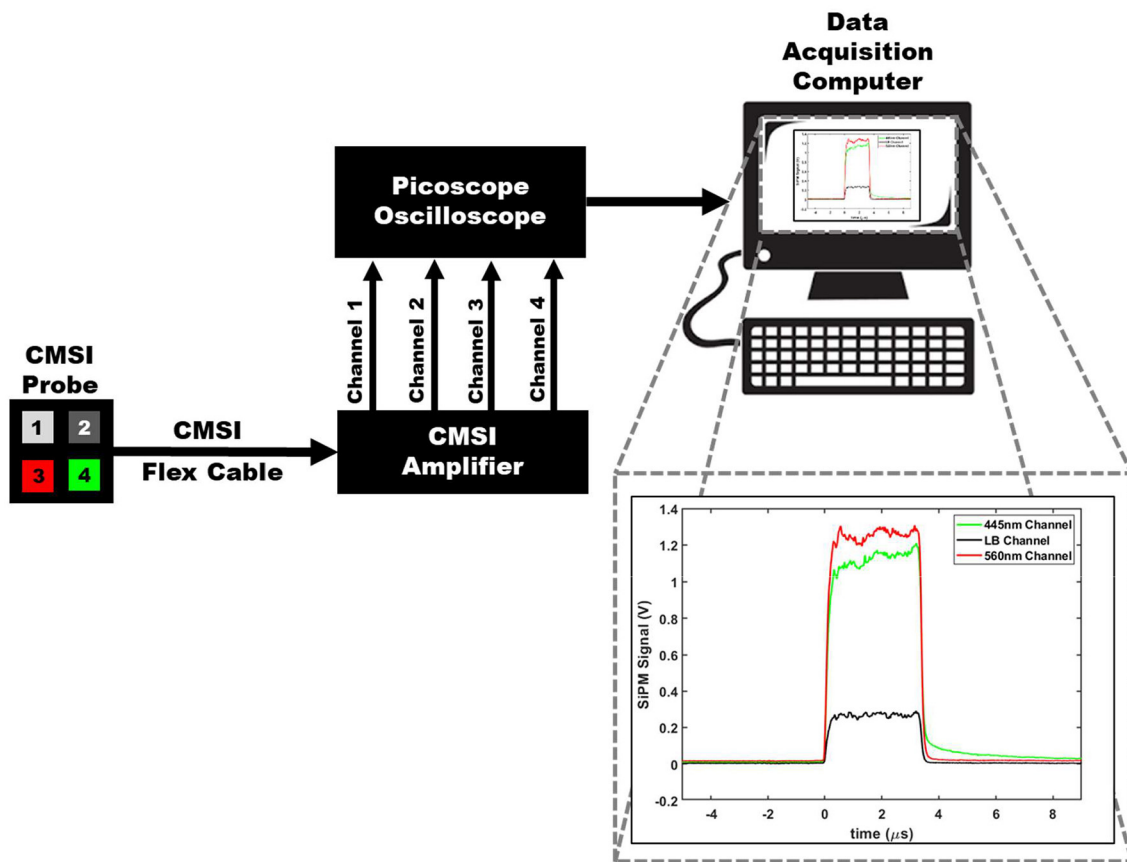 Data
Acquisition
Computer
Picoscope
Oscilloscope
Channel 1
Channel 2
Channel 3
Channel 4
CMSI
Probe
1 2
3 4
CMSI
Flex Cable
CMSI
Amplifier
1.4
1.2
1
0.8
0.6
0.4
0.2
0
-0.2
SiPM Signal (V)
445nm Channel
LB Channel
560nm Channel
-4 -2 0 2 4 6 8
time (μs)